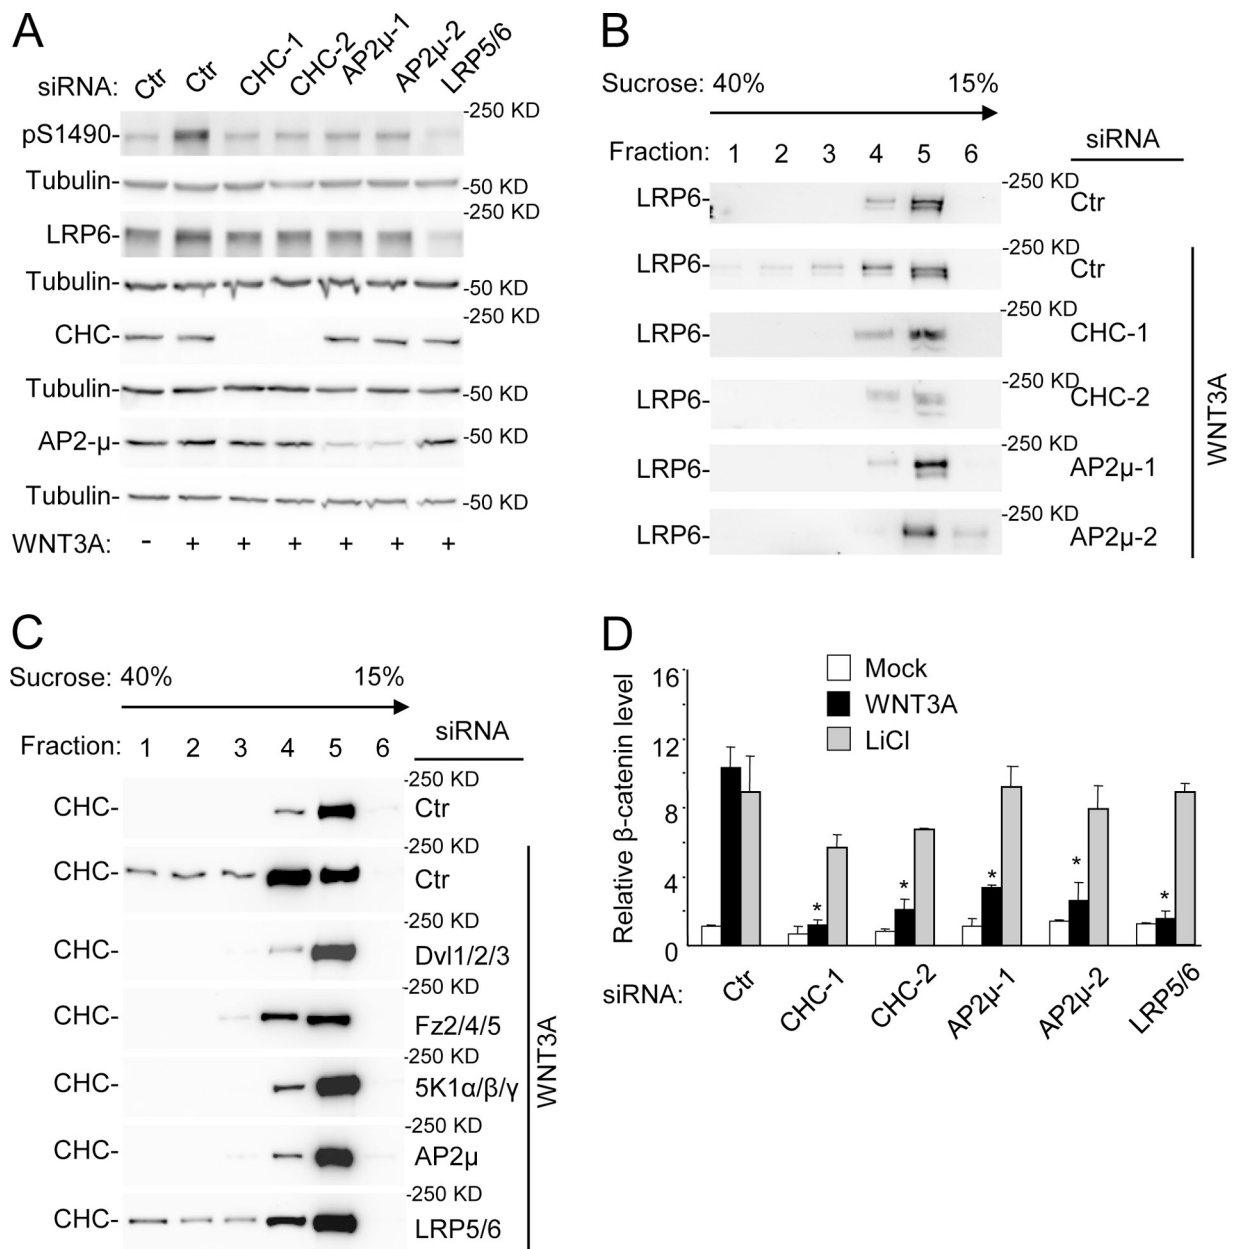 A
siRNA: Ctr Ctr CHC-1 CHC-2 AP2μ-1 AP2μ-2 LRP5/6
-250 KD
pS1490-
Tubulin-
-50 KD
-250 KD
LRP6-
Tubulin-
-50 KD
-250 KD
CHC-
Tubulin-
-50 KD
AP2-μ-
-50 KD
Tubulin-
-50 KD
WNT3A: - + + + + + +
B
Sucrose: 40% 15%
Fraction: 1 2 3 4 5 6 siRNA
LRP6- -250 KD Ctr
LRP6- -250 KD Ctr
LRP6- -250 KD CHC-1
LRP6- -250 KD CHC-2
LRP6- -250 KD AP2μ-1
LRP6- -250 KD AP2μ-2
WNT3A
C
Sucrose: 40% 15%
Fraction: 1 2 3 4 5 6 siRNA
CHC- -250 KD Ctr
CHC- -250 KD Ctr
CHC- -250 KD Dvl1/2/3
CHC- -250 KD Fz2/4/5
CHC- -250 KD 5K1α/β/γ
CHC- -250 KD AP2μ
CHC- -250 KD LRP5/6
WNT3A
D
Relative β-catenin level
16
12
8
4
0
Mock
WNT3A
LiCl
* * * * *
siRNA: Ctr CHC-1 CHC-2 AP2μ-1 AP2μ-2 LRP5/6